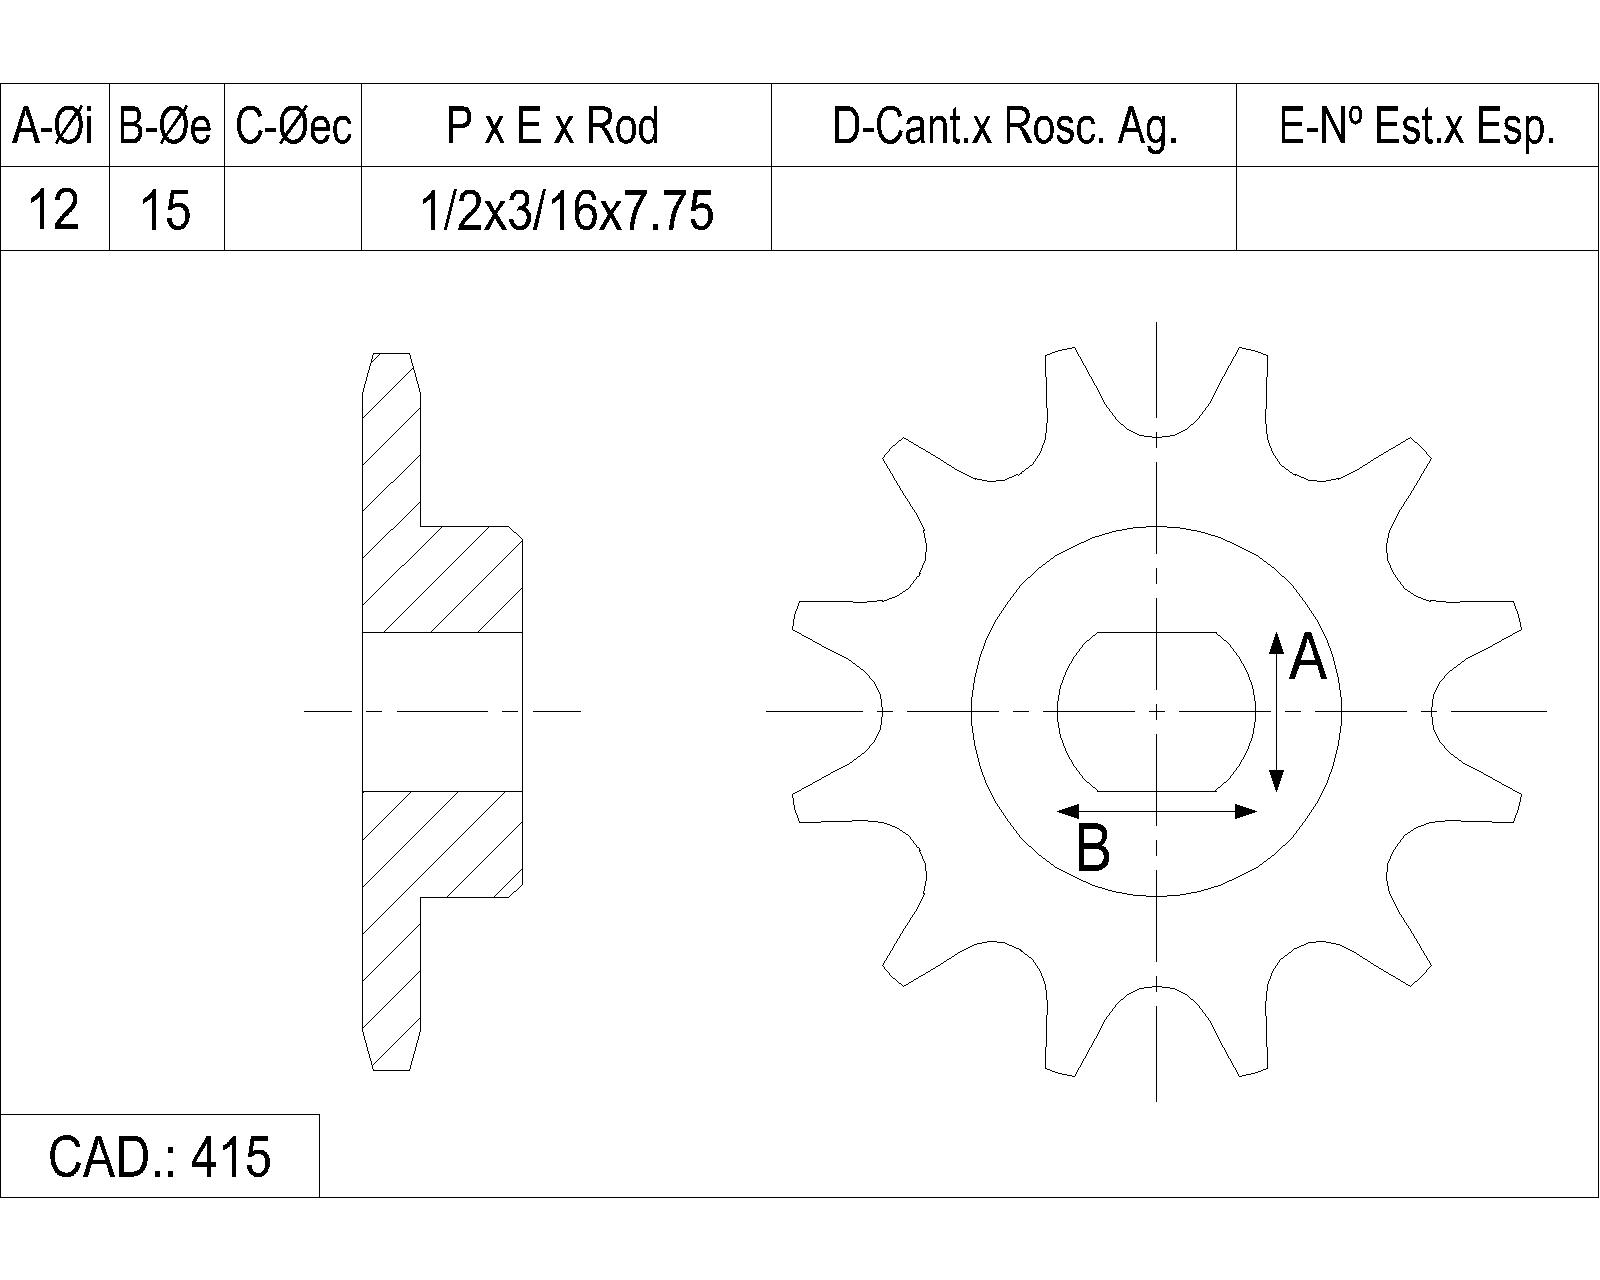 A-Øi B-Øe C-Øec P x E x Rod D-Cant.x Rosc. Ag. E-Nº Est.x Esp.
12 15 1/2x3/16x7.75
A
B
CAD.: 415